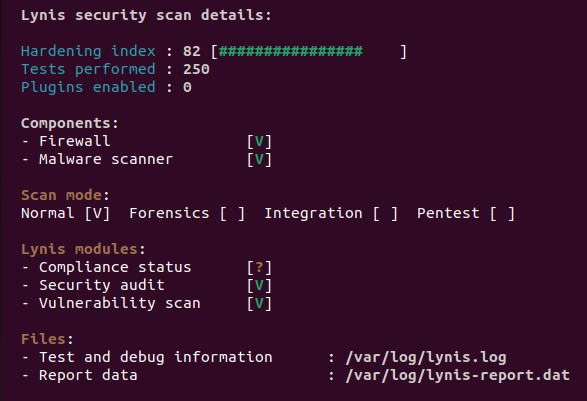 Lynis security scan details:
Hardening index : 82 [################    ]
Tests performed : 250
Plugins enabled : 0
Components:
- Firewall               [V]
- Malware scanner        [V]
Scan mode:
Normal [V]  Forensics [ ]  Integration [ ]  Pentest [ ]
Lynis modules:
- Compliance status      [?]
- Security audit         [V]
- Vulnerability scan     [V]
Files:
- Test and debug information      : /var/log/lynis.log
- Report data                     : /var/log/lynis-report.dat